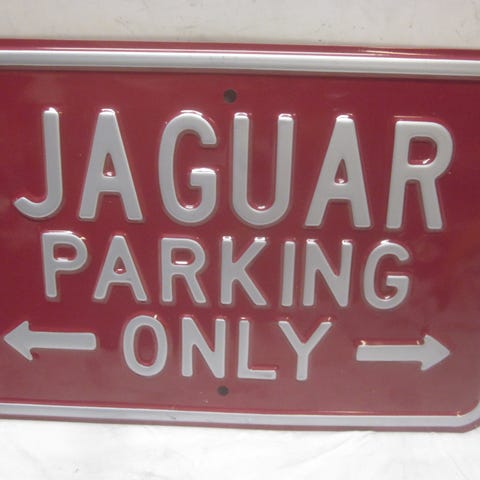 JAGUAR
PARKING
← ONLY →